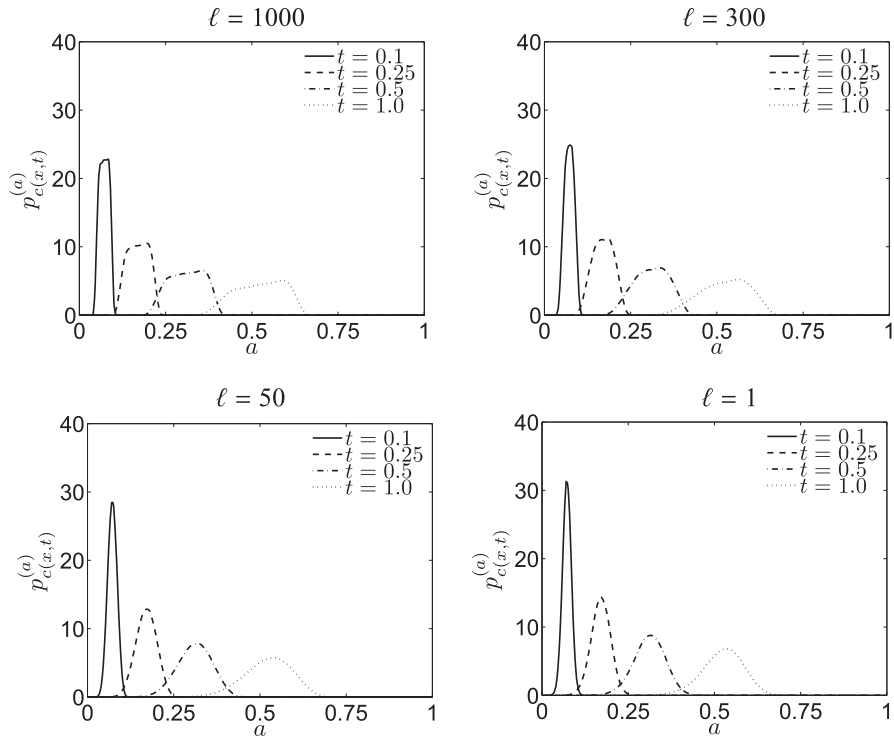 ℓ = 1000
40
30
20
10
0
0
0.25
0.5
0.75
1
p_{c(x,t)}^{(a)}
a
t = 0.1
t = 0.25
t = 0.5
t = 1.0
ℓ = 300
40
30
20
10
0
0
0.25
0.5
0.75
1
p_{c(x,t)}^{(a)}
a
t = 0.1
t = 0.25
t = 0.5
t = 1.0
ℓ = 50
40
30
20
10
0
0
0.25
0.5
0.75
1
p_{c(x,t)}^{(a)}
a
t = 0.1
t = 0.25
t = 0.5
t = 1.0
ℓ = 1
40
30
20
10
0
0
0.25
0.5
0.75
1
p_{c(x,t)}^{(a)}
a
t = 0.1
t = 0.25
t = 0.5
t = 1.0